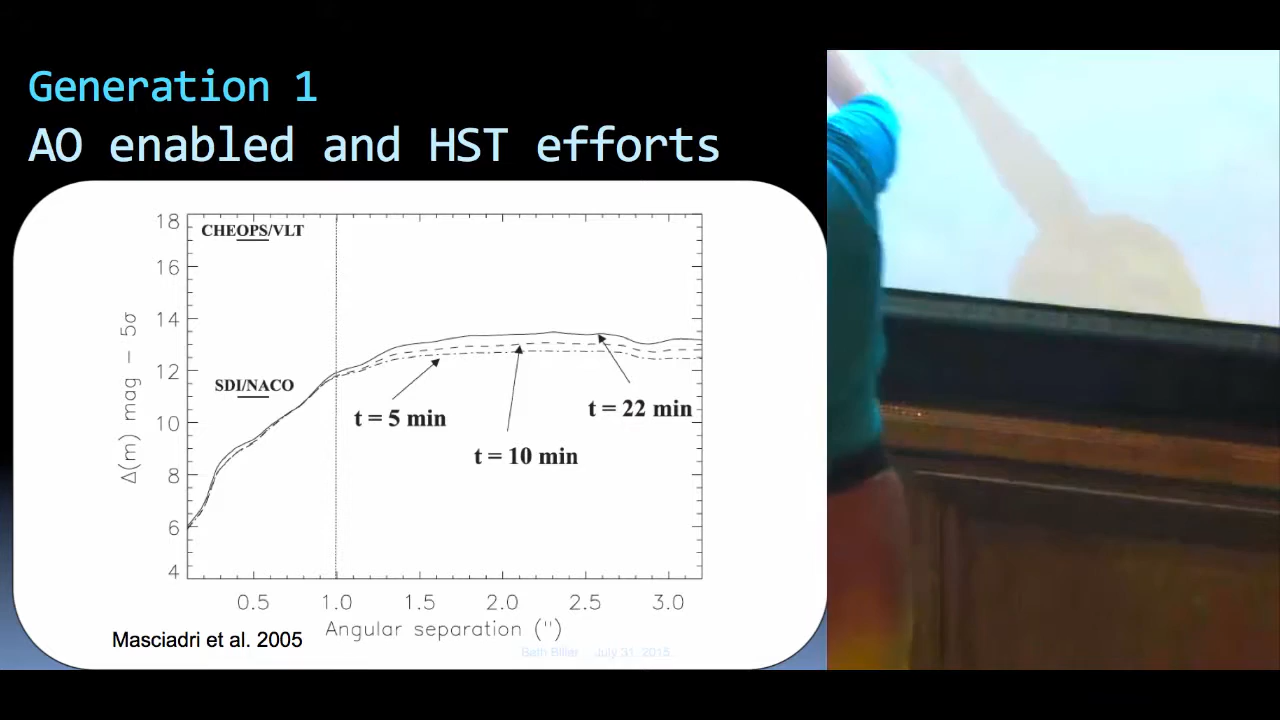 Generation 1
AO enabled and HST efforts
18
CHEOPS/VLT
16
14
12
SDI/NACO
10
8
6
4
Δ(m) mag – 5σ
t = 5 min
t = 10 min
t = 22 min
0.5 1.0 1.5 2.0 2.5 3.0
Angular separation (")
Masciadri et al. 2005
Beth Biller - July 31, 2015